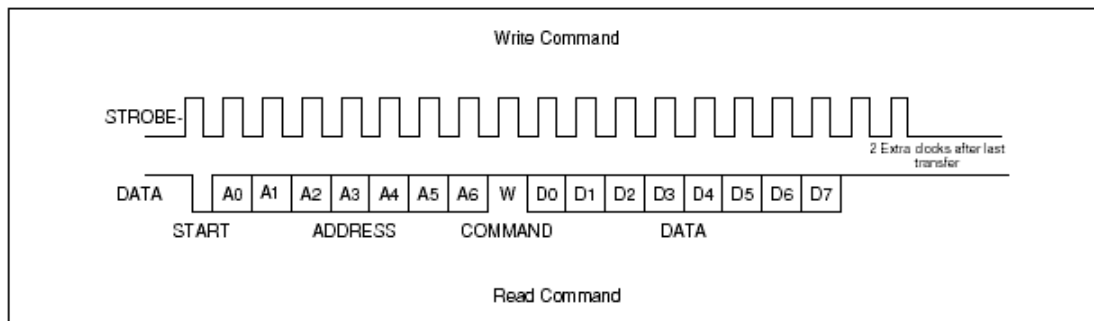 Write Command
STROBE-
2 Extra clocks after last
transfer
DATA A0 A1 A2 A3 A4 A5 A6 W D0 D1 D2 D3 D4 D5 D6 D7
START ADDRESS COMMAND DATA
Read Command